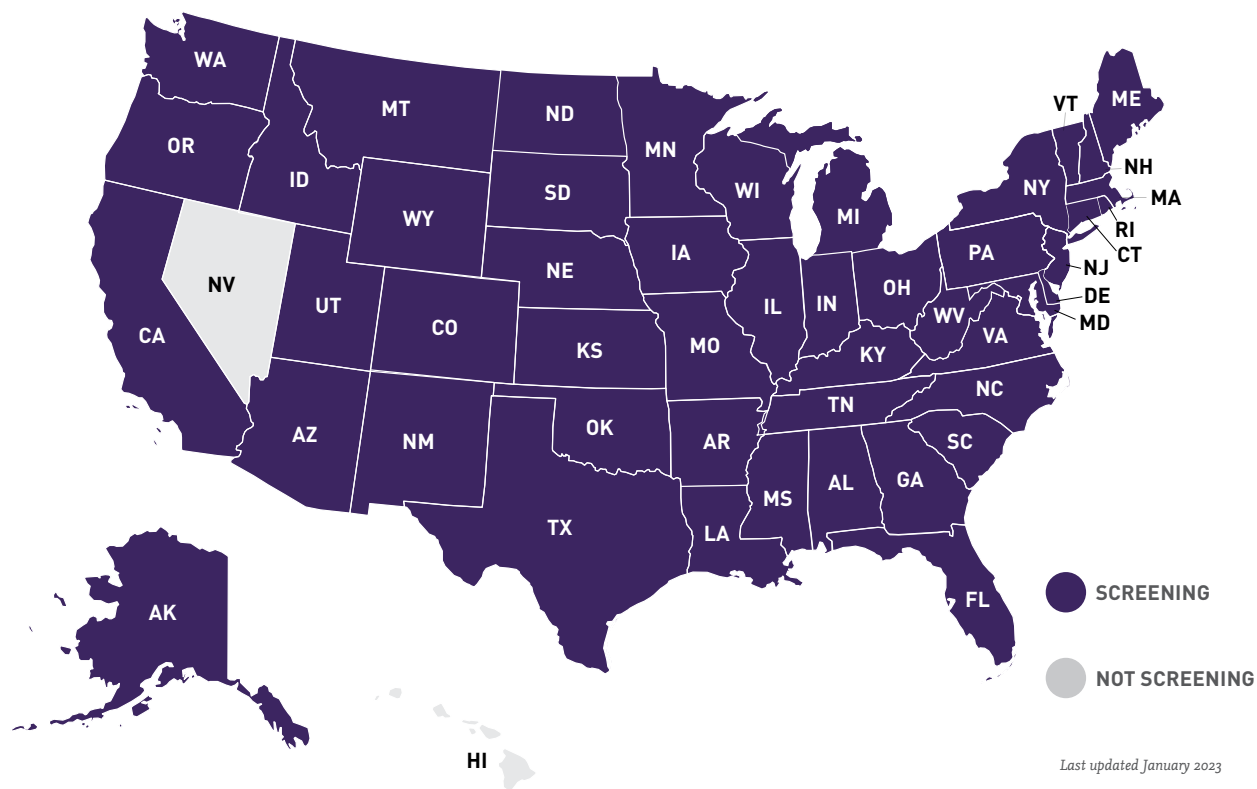 WA
MT
ND
MN
VT
ME
OR
ID
SD
WI
MI
NY
NH
MA
WY
RI
CT
IA
PA
NJ
NE
NV
UT
CO
IL
IN
OH
DE
MD
WV
VA
CA
KS
MO
KY
NC
TN
AZ
NM
OK
AR
SC
MS
AL
GA
TX
LA
FL
AK
HI
SCREENING
NOT SCREENING
Last updated January 2023